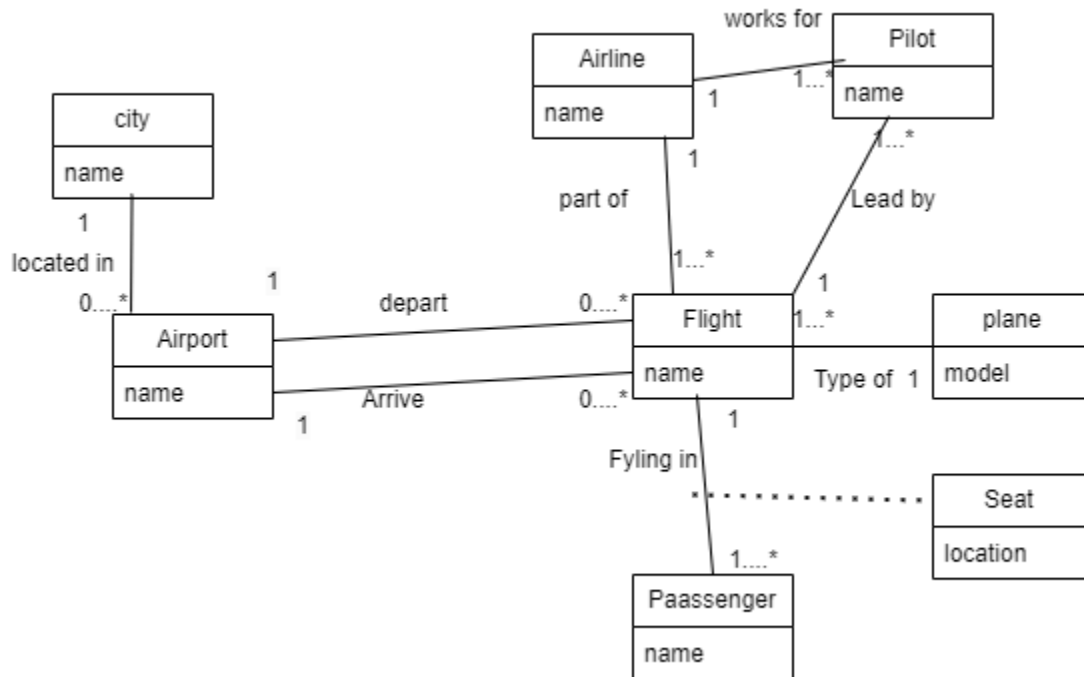 works for
Pilot
Airline
1
1...*
name
name
city
name
1
1...*
part of
Lead by
1
located in
1
1...*
1
0....*
depart
0....*
Flight
1...*
plane
Airport
name
Type of 1
model
name
Arrive
0....*
1
1
Fyling in
Seat
location
1....*
Paassenger
name